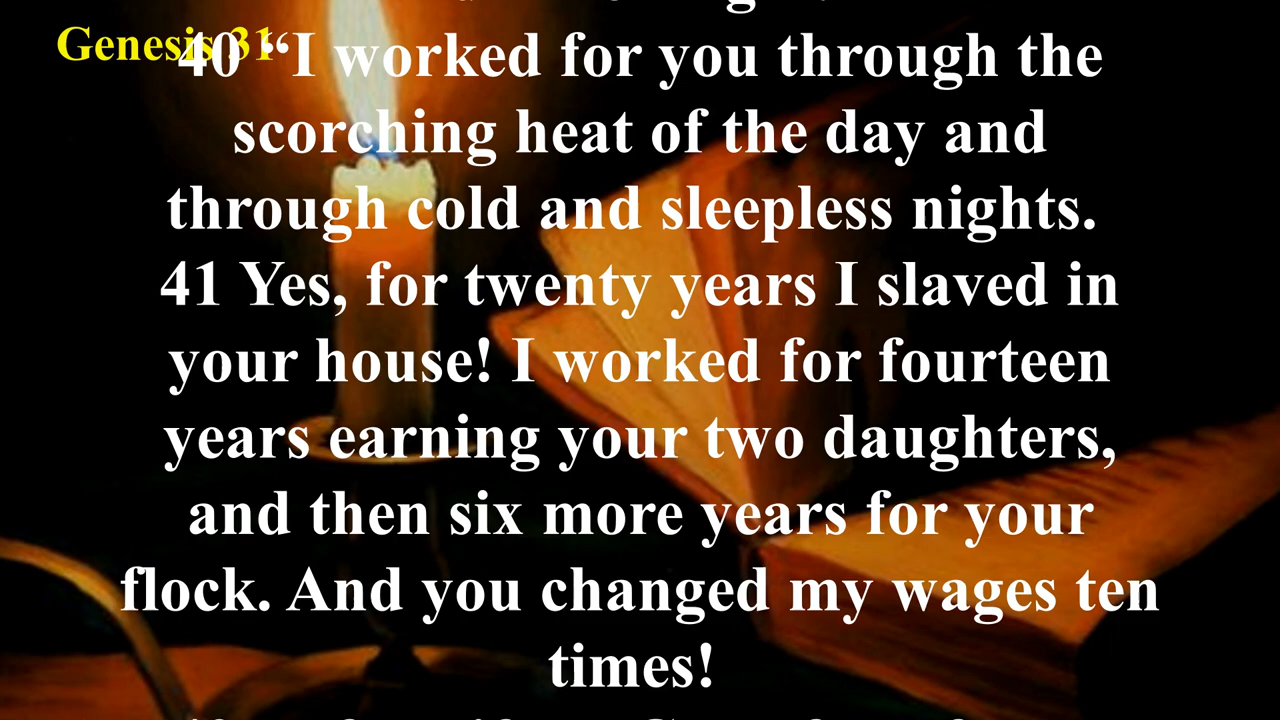 Genesis 31
40 “I worked for you through the
scorching heat of the day and
through cold and sleepless nights.
41 Yes, for twenty years I slaved in
your house! I worked for fourteen
years earning your two daughters,
and then six more years for your
flock. And you changed my wages ten
times!